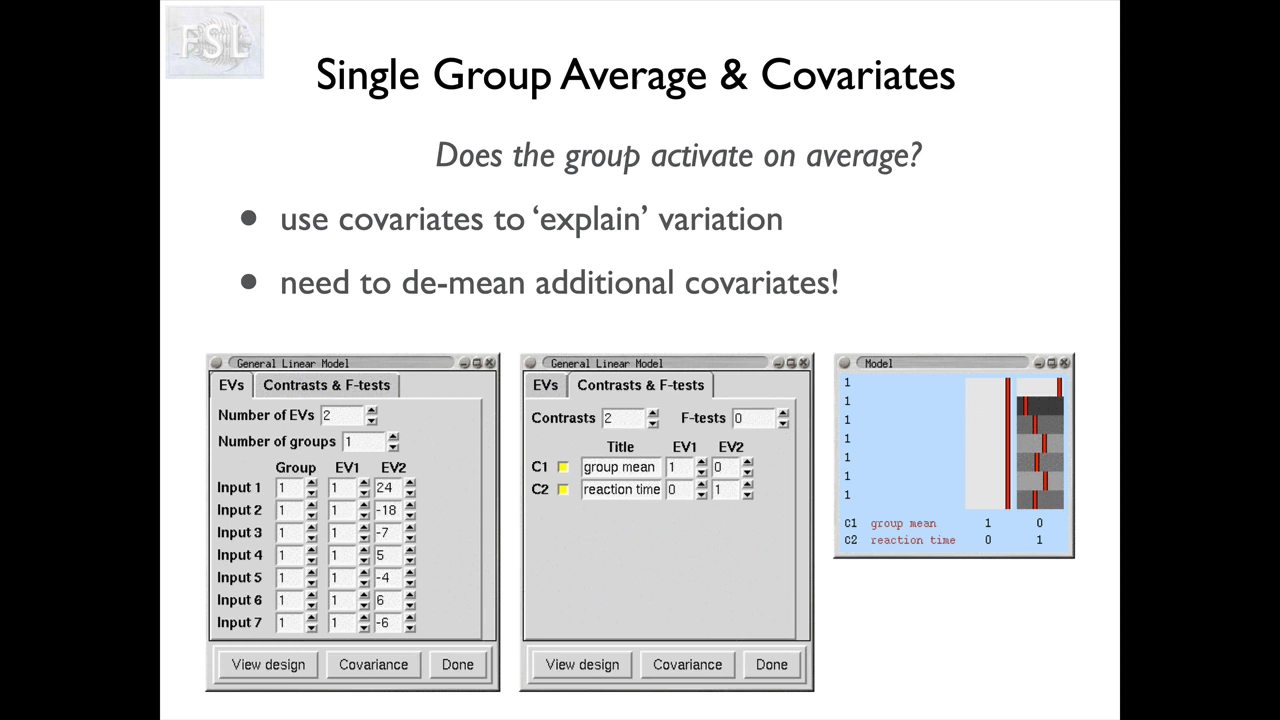 FSL
Single Group Average & Covariates
Does the group activate on average?
• use covariates to ‘explain’ variation
• need to de-mean additional covariates!
General Linear Model
EVs Contrasts & F-tests
Number of EVs 2
Number of groups 1
Group EV1 EV2
Input 1 1 1 24
Input 2 1 1 -18
Input 3 1 1 -7
Input 4 1 1 5
Input 5 1 1 -4
Input 6 1 1 6
Input 7 1 1 -6
View design Covariance Done
General Linear Model
EVs Contrasts & F-tests
Contrasts 2 F-tests 0
Title EV1 EV2
C1 group mean 1 0
C2 reaction time 0 1
View design Covariance Done
Model
1
1
1
1
1
1
1
C1 group mean 1 0
C2 reaction time 0 1